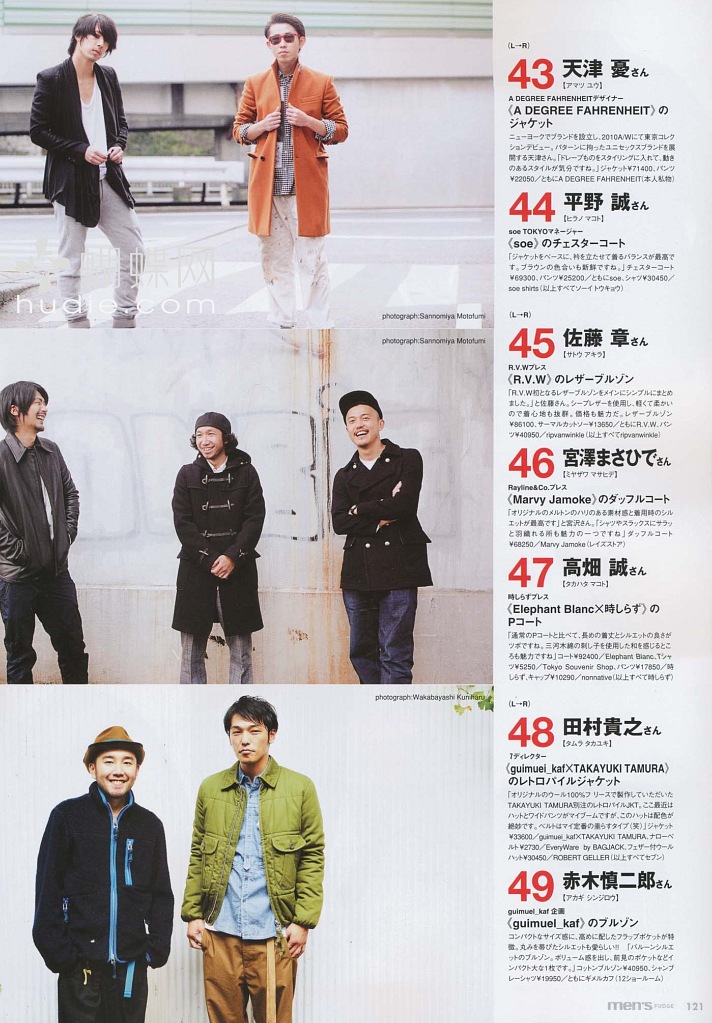 蝴蝶网
hudie.com
photograph:Sannomiya Motofumi
photograph:Sannomiya Motofumi
photograph:Wakabayashi Kuniharu
(L→R)
43 天津 憂さん
【アマツ ユウ】
A DEGREE FAHRENHEITデザイナー
《A DEGREE FAHRENHEIT》の
ジャケット
ニューヨークでブランドを設立し、2010A/Wにて東京コレ
クションデビュー。パターンに拘ったユニセックスブランドを展
開する天津さん。「ドレープものをスタイリングに入れて、動き
のあるスタイルが気分ですね。」ジャケット¥71400、パンツ
¥22050/ともにA DEGREE FAHRENHEIT(本人私物)
44 平野 誠さん
【ヒラノ マコト】
soe TOKYOマネージャー
《soe》のチェスターコート
「ジャケットをベースに、衿を立たせて着るバランスが最高で
す。ブラウンの色合いも新鮮ですね。」チェスターコート
¥69300、パンツ¥25200/ともにsoe、シャツ¥30450/
soe shirts(以上すべてソーイ トウキョウ)
(L→R)
45 佐藤 章さん
【サトウ アキラ】
R.V.Wプレス
《R.V.W》のレザーブルゾン
「R.V.W初となるレザーブルゾンをメインにシンプルにまとめ
ました。」と佐藤さん。シープレザーを使用し、軽くて柔かい
ので着心地も抜群。価格も魅力だ。レザーブルゾン
¥86100、サーマルカットソー¥13650/ともにR.V.W、パン
ツ¥40950/ripvanwinkle(以上すべてripvanwinkle)
46 宮澤まさひでさん
【ミヤザワ マサヒデ】
Rayline&Co.プレス
《Marvy Jamoke》のダッフルコート
「オリジナルのメルトンのハリのある素材感と着用時のシル
エットが最高です」と宮沢さん。「シャツやスラックスにサラッ
と羽織れる所も魅力の一つですね」ダッフルコート
¥68250/Marvy Jamoke(レイズストア)
47 高畑 誠さん
【タカハタ マコト】
時しらずプレス
《Elephant Blanc×時しらず》の
Pコート
「通常のPコートと比べて、長めの着丈とシルエットの良さが
ツボですね。三河木綿の刺し子を使用した和を感じるとこ
ろも魅力ですね」コート¥92400/Elephant Blanc、Tシャ
ツ¥5250/Tokyo Souvenir Shop、パンツ¥17850/時
しらず、キャップ¥10290/nonnative(以上すべて時しらず)
(L→R)
48 田村貴之さん
【タムラ タカユキ】
7ディレクター
《guimuei_kaf×TAKAYUKI TAMURA》
のレトロパイルジャケット
「オリジナルのウール100%フリースで製作していただいた
TAKAYUKI TAMURA別注のレトロパイルJKT。ここ最近は
ハットとワイドパンツがマイブームですが、このハットは配色が
絶妙です。ベルトはマイ定番の垂らすタイプ(笑)」ジャケット
¥33600/guimuei_kaf×TAKAYUKI TAMURA、ナローベ
ルト¥2730/EveryWare by BAGJACK、フェザー付ウール
ハット¥30450/ROBERT GELLER(以上すべてセブン)
49 赤木慎二郎さん
【アカギ シンジロウ】
guimuel_kaf 企画
《guimuel_kaf》のブルゾン
コンパクトなサイズ感に、高めに配したフラップポケットが特
徴。丸みを帯びたシルエットも愛らしい!!「バルーンシルエ
ットのブルゾン。ボリューム感を出し、前見のポケットなどイ
ンパクト大な1枚です。」コットンブルゾン¥40950、シャンブ
レーシャツ¥19950/ともにギメルカフ(12ショールーム)
men's FUDGE 121